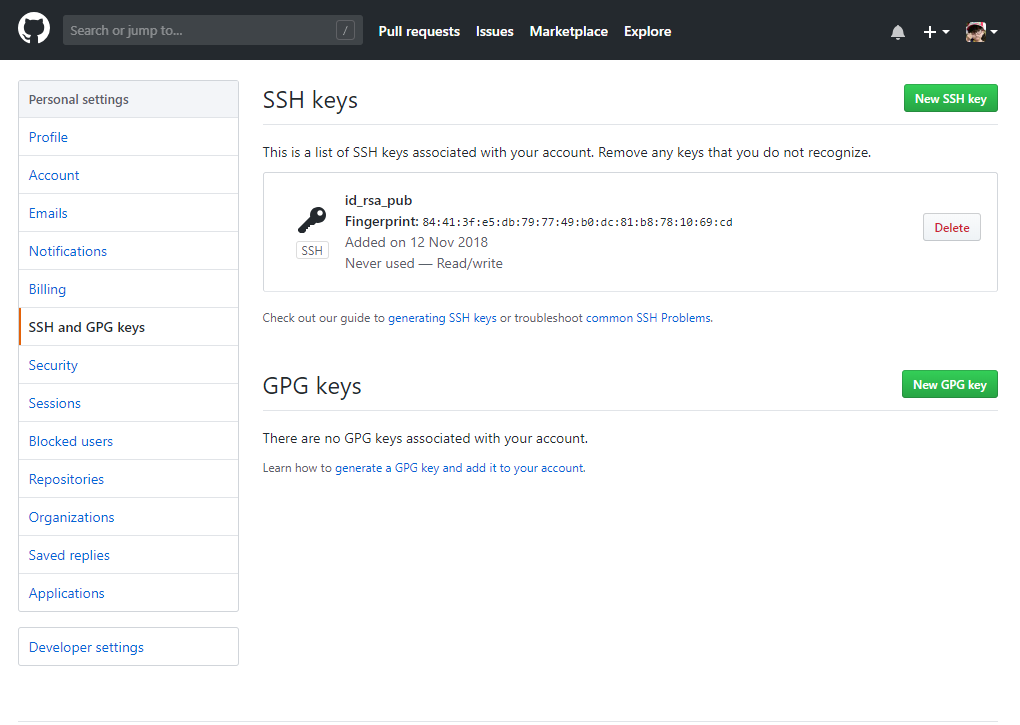 Search or jump to...
/
Pull requests
Issues
Marketplace
Explore
Personal settings
Profile
Account
Emails
Notifications
Billing
SSH and GPG keys
Security
Sessions
Blocked users
Repositories
Organizations
Saved replies
Applications
Developer settings
SSH keys
New SSH key
This is a list of SSH keys associated with your account. Remove any keys that you do not recognize.
SSH
id_rsa_pub
Fingerprint: 84:41:3f:e5:db:79:77:49:b0:dc:81:b8:78:10:69:cd
Added on 12 Nov 2018
Never used — Read/write
Delete
Check out our guide to generating SSH keys or troubleshoot common SSH Problems.
GPG keys
New GPG key
There are no GPG keys associated with your account.
Learn how to generate a GPG key and add it to your account.